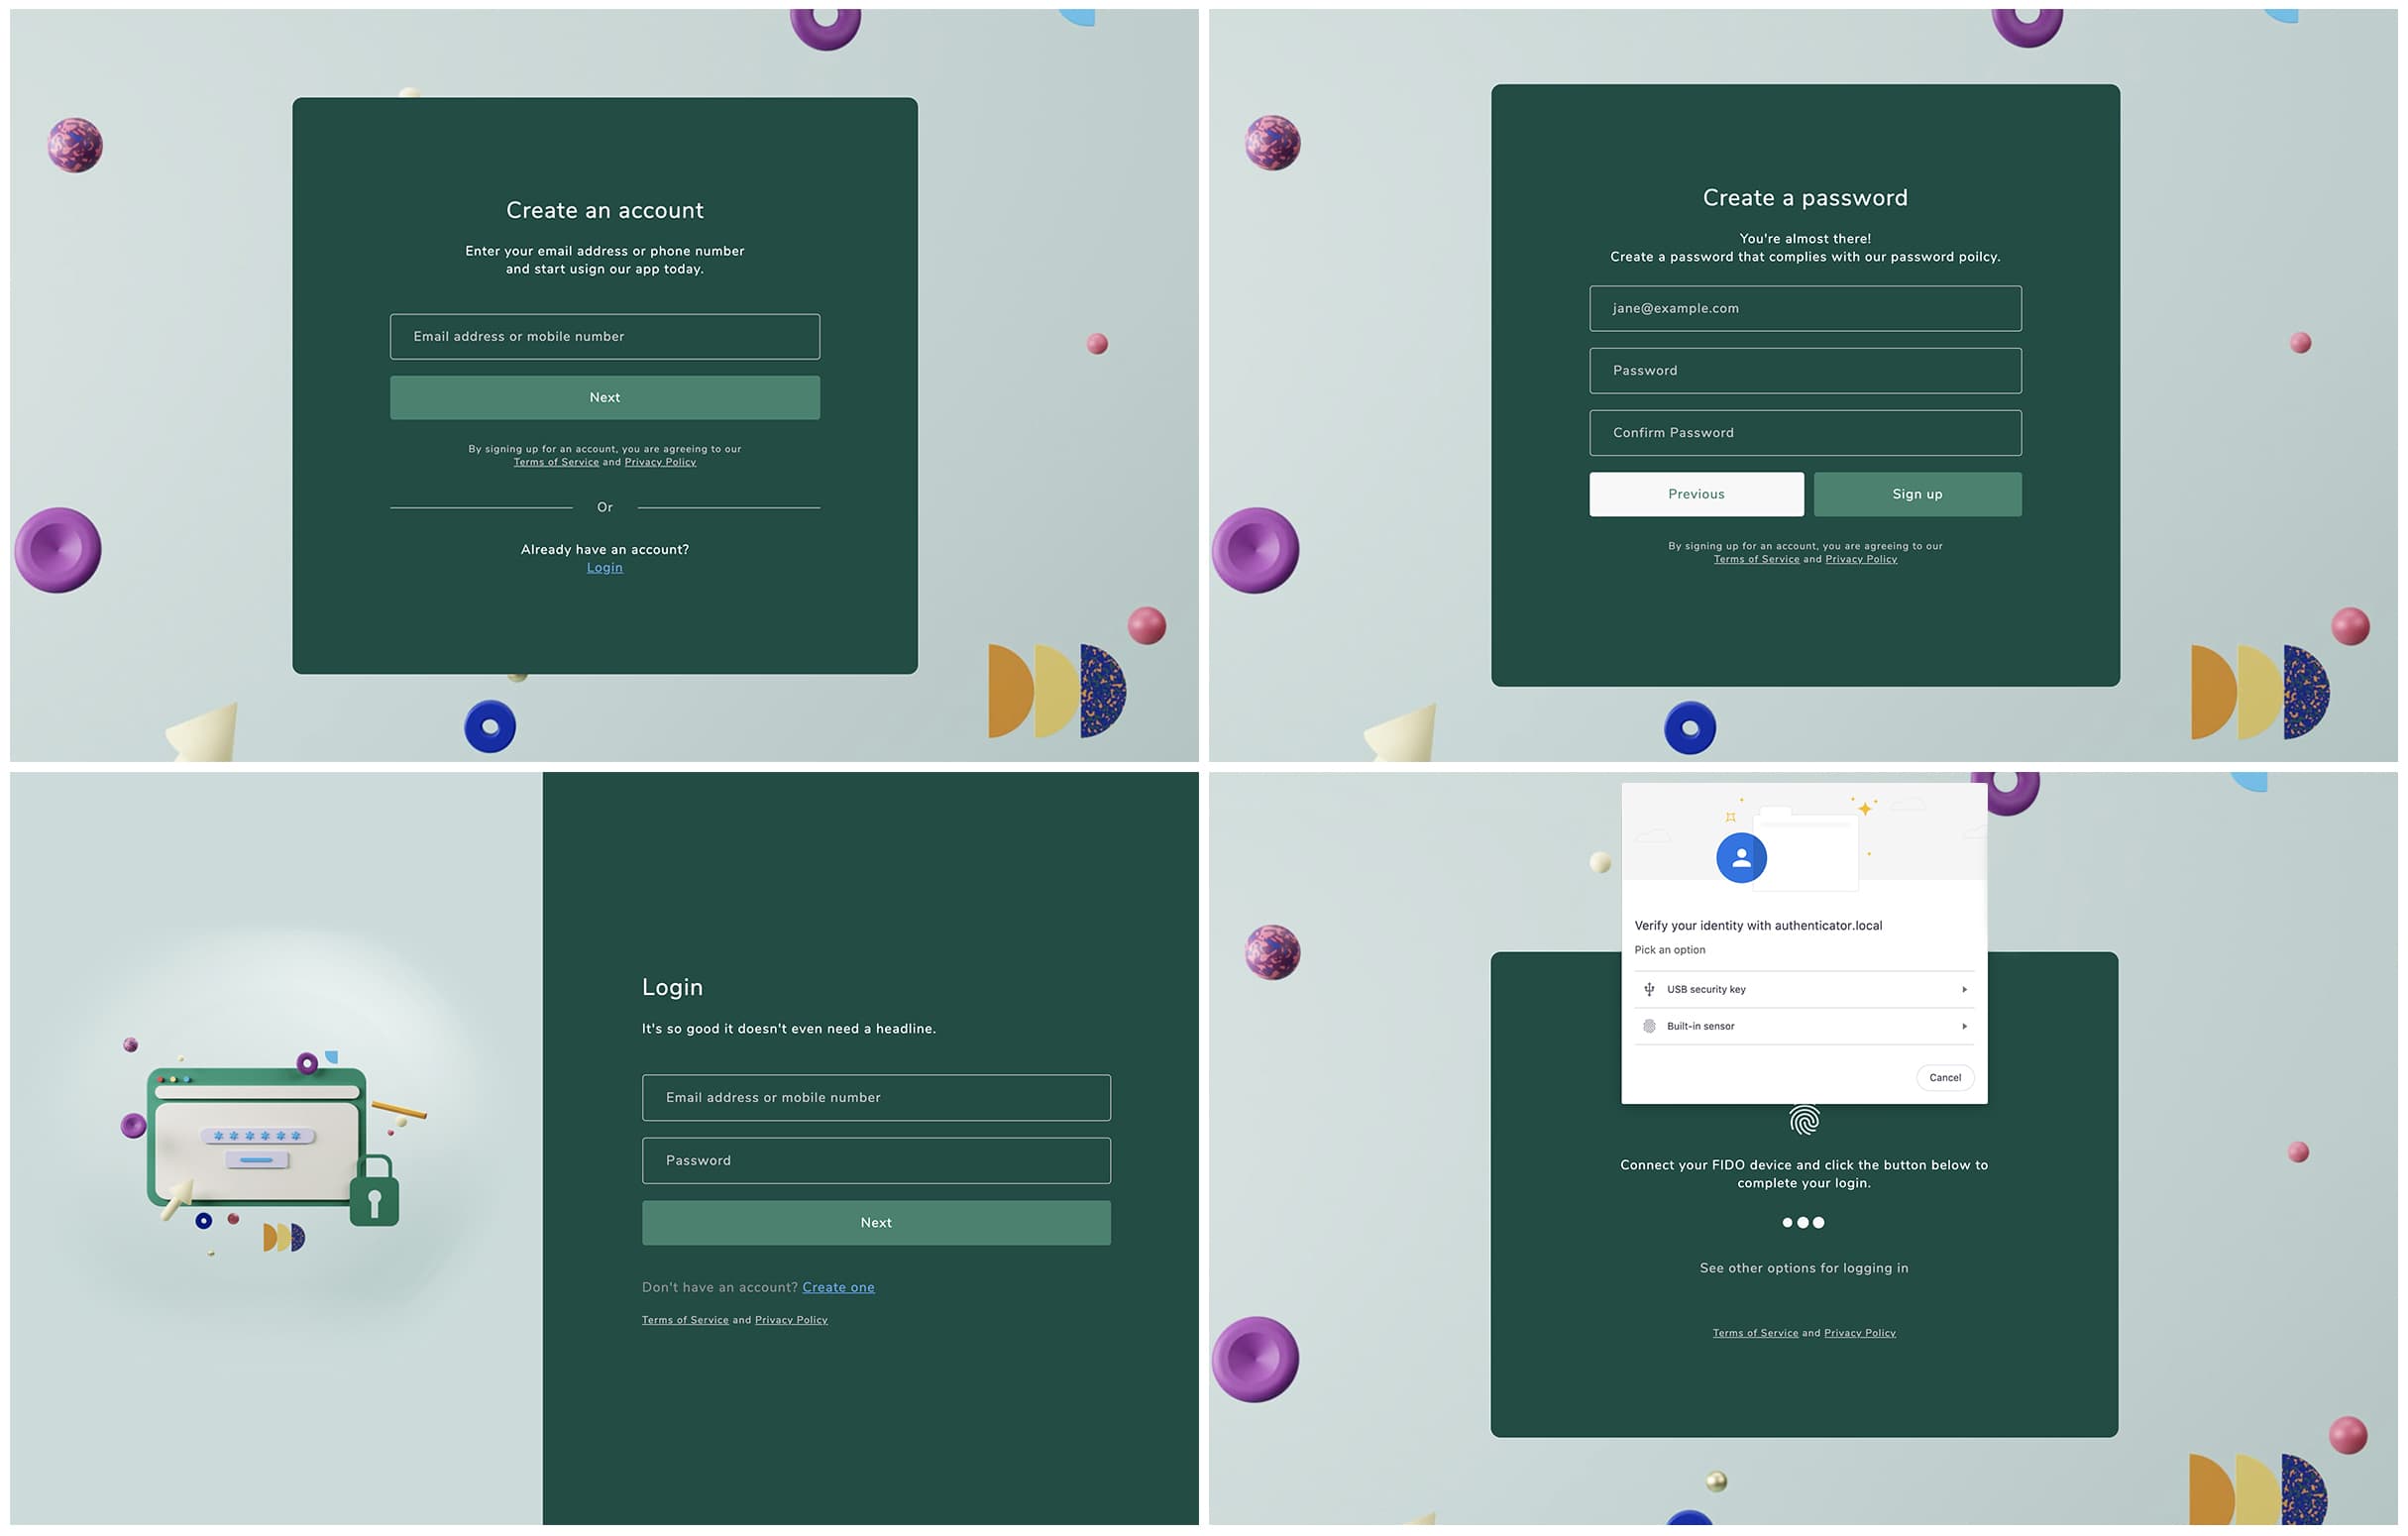 Create an account
Enter your email address or phone number
and start usign our app today.
Email address or mobile number
Next
By signing up for an account, you are agreeing to our
Terms of Service and Privacy Policy
Or
Already have an account?
Login
Create a password
You're almost there!
Create a password that complies with our password poilcy.
jane@example.com
Password
Confirm Password
Previous
Sign up
By signing up for an account, you are agreeing to our
Terms of Service and Privacy Policy
Login
It's so good it doesn't even need a headline.
Email address or mobile number
Password
Next
Don't have an account? Create one
Terms of Service and Privacy Policy
Verify your identity with authenticator.local
Pick an option
USB security key
Built-in sensor
Cancel
Connect your FIDO device and click the button below to
complete your login.
See other options for logging in
Terms of Service and Privacy Policy